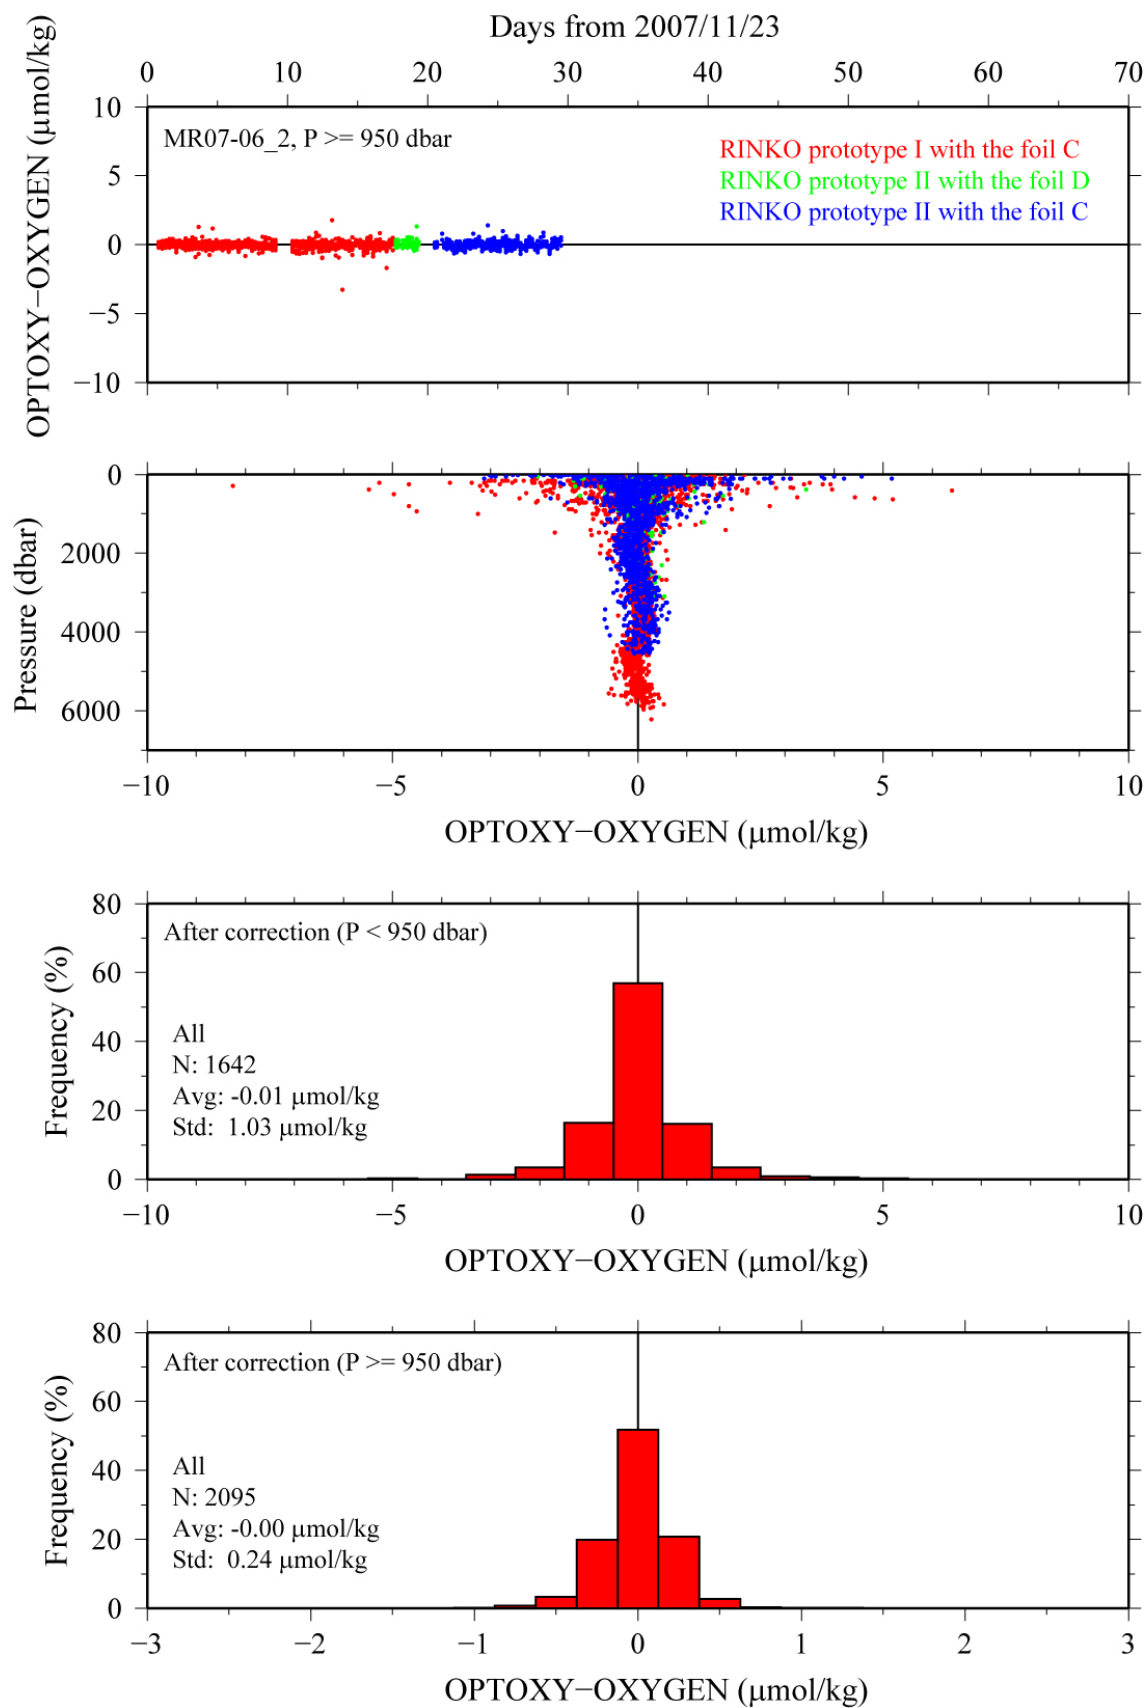 Days from 2007/11/23
0 10 20 30 40 50 60 70
OPTOXY−OXYGEN (μmol/kg)
10
5
0
−5
−10
MR07-06_2, P >= 950 dbar
RINKO prototype I with the foil C
RINKO prototype II with the foil D
RINKO prototype II with the foil C
Pressure (dbar)
0
2000
4000
6000
−10 −5 0 5 10
OPTOXY−OXYGEN (μmol/kg)
Frequency (%)
80
60
40
20
0
After correction (P < 950 dbar)
All
N: 1642
Avg: -0.01 μmol/kg
Std: 1.03 μmol/kg
−10 −5 0 5 10
OPTOXY−OXYGEN (μmol/kg)
Frequency (%)
80
60
40
20
0
After correction (P >= 950 dbar)
All
N: 2095
Avg: -0.00 μmol/kg
Std: 0.24 μmol/kg
−3 −2 −1 0 1 2 3
OPTOXY−OXYGEN (μmol/kg)